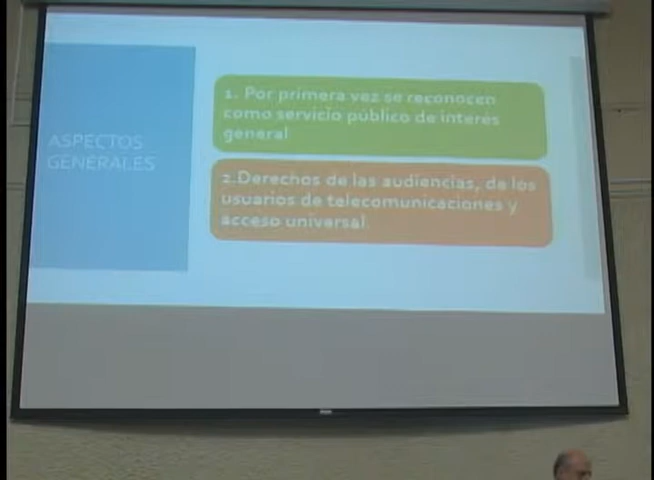 ASPECTOS
GENERALES
1. Por primera vez se reconocen
como servicio público de interés
general
2.Derechos de las audiencias, de los
usuarios de telecomunicaciones y
acceso universal.